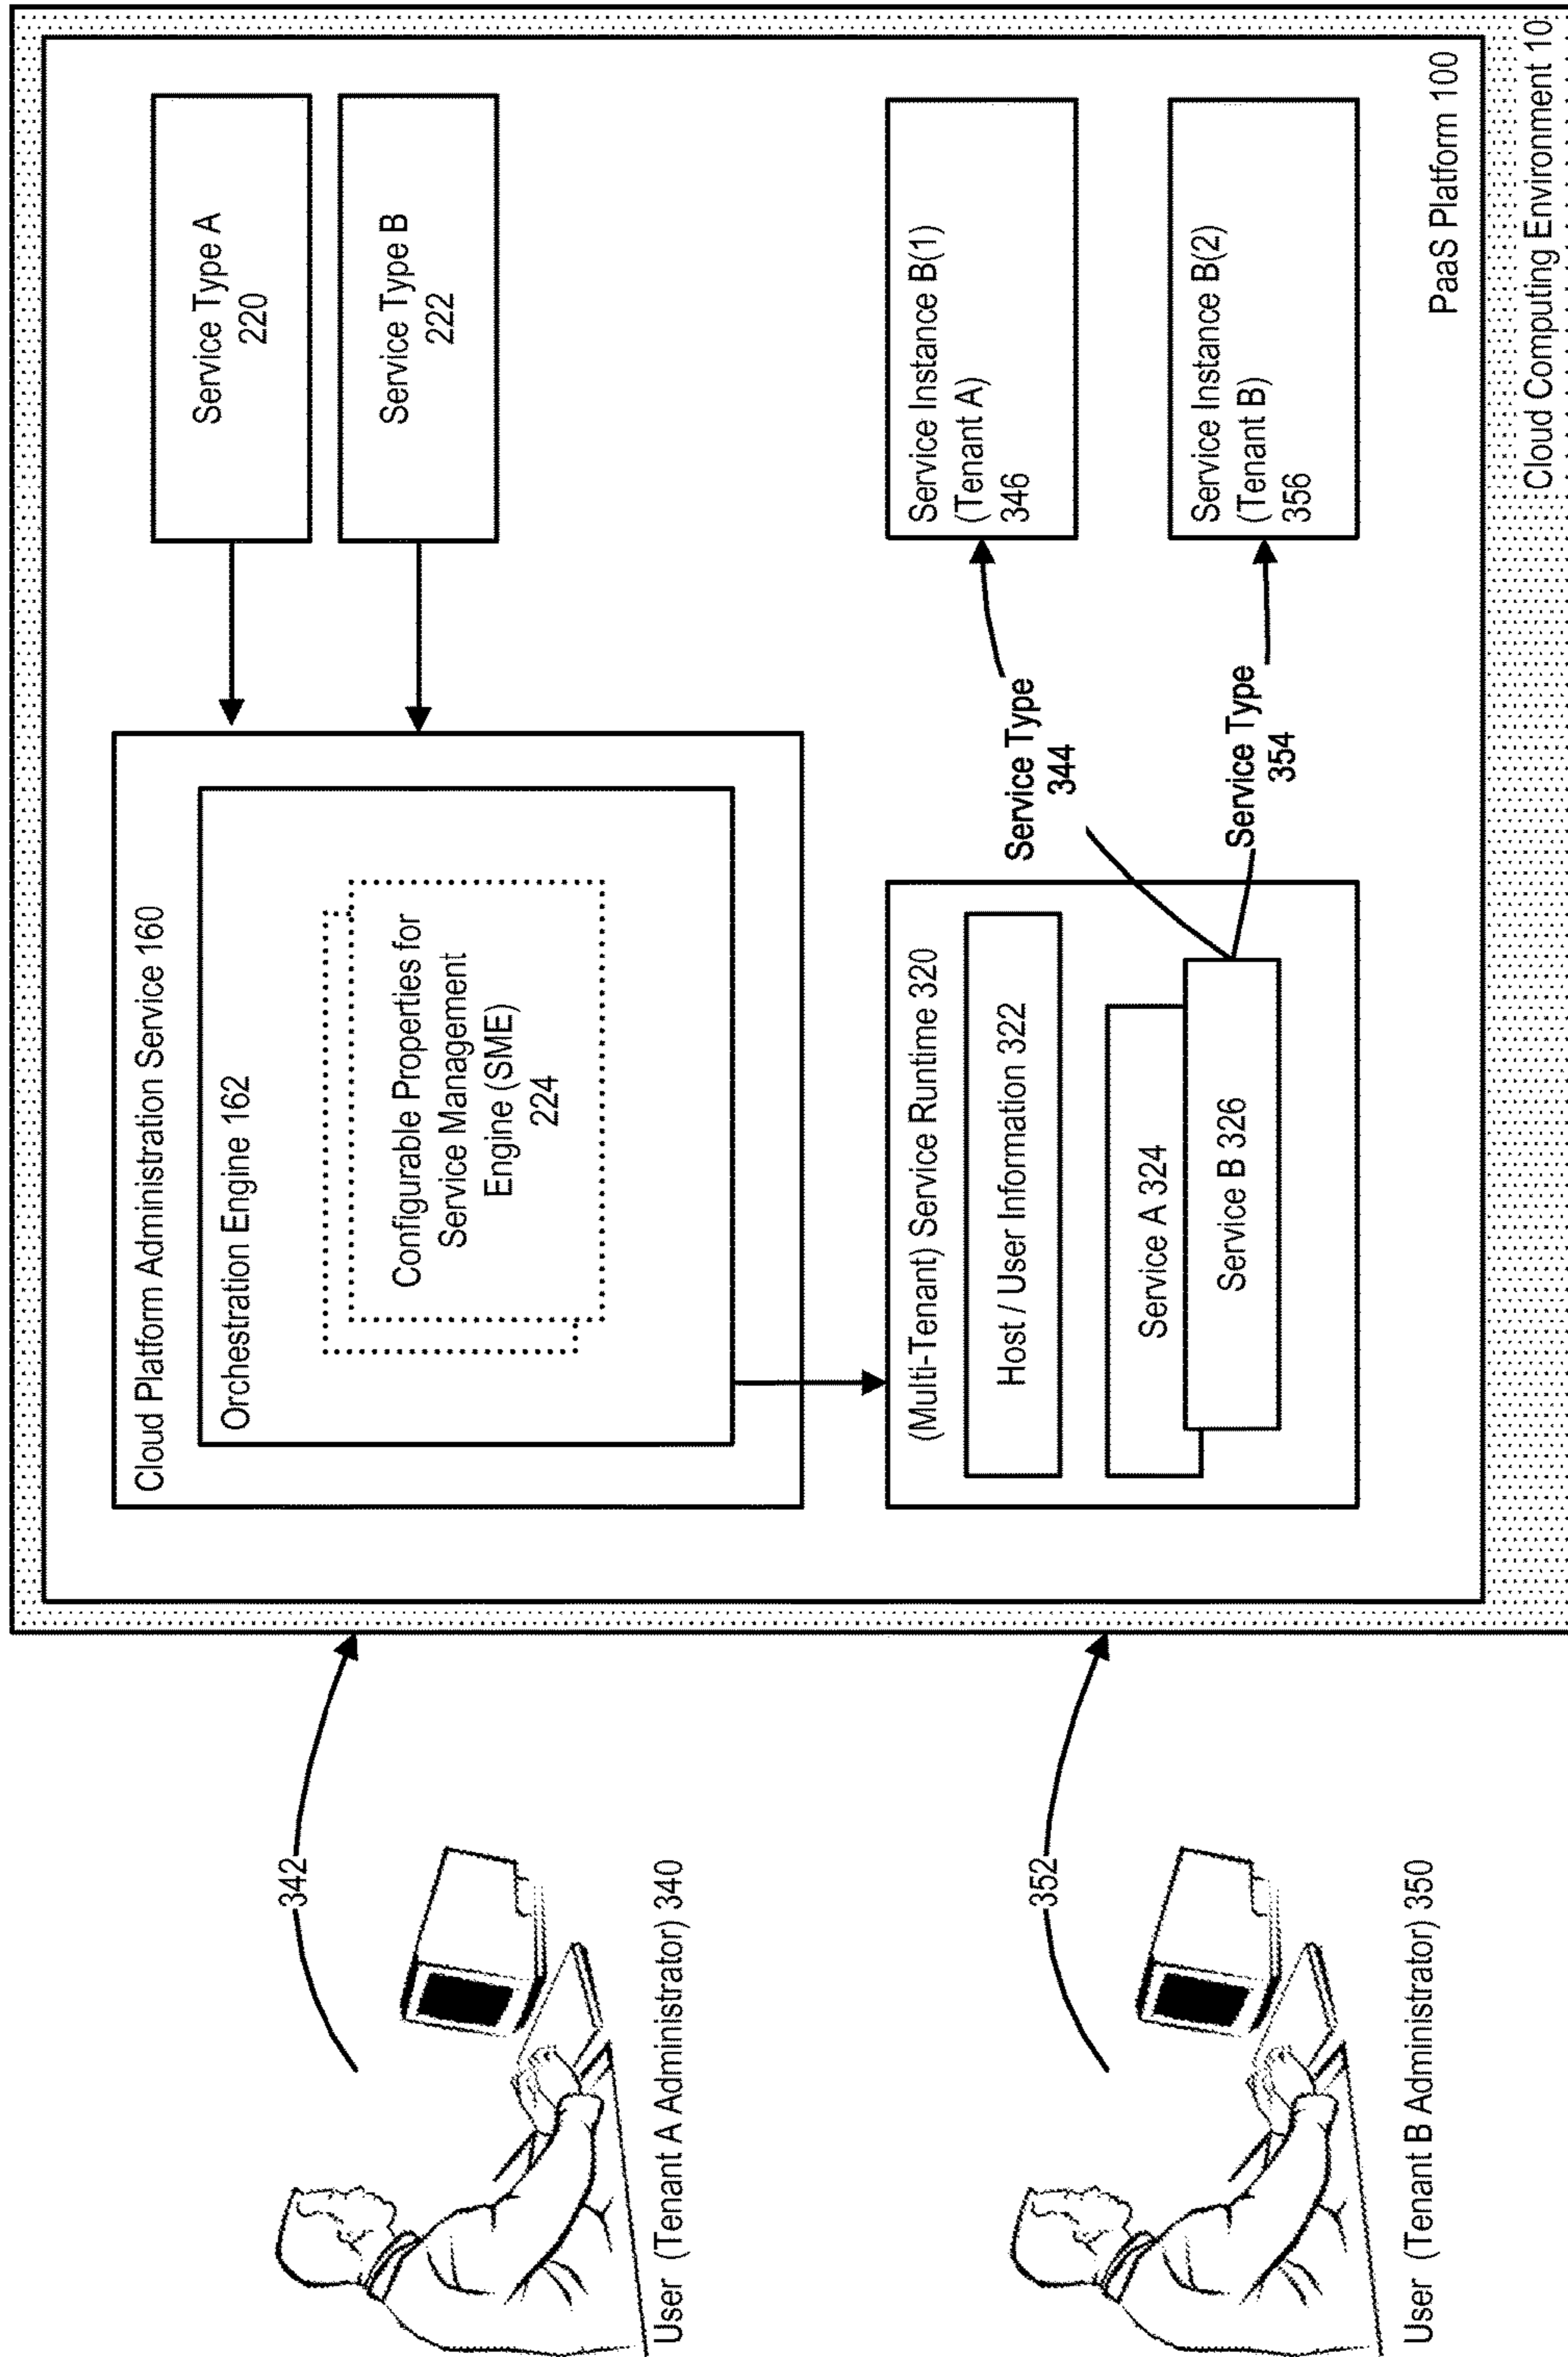 Cloud Platform Administration Service 160
Orchestration Engine 162
Configurable Properties for
Service Management
Engine (SME)
224
Service Type A
220
Service Type B
222
342
User (Tenant A Administrator) 340
(Multi-Tenant) Service Runtime 320
Host / User Information 322
Service A 324
Service B 326
Service Type
344
Service Instance B(1)
(Tenant A)
346
Service Type
354
Service Instance B(2)
(Tenant B)
356
352
User (Tenant B Administrator) 350
PaaS Platform 100
Cloud Computing Environment 10